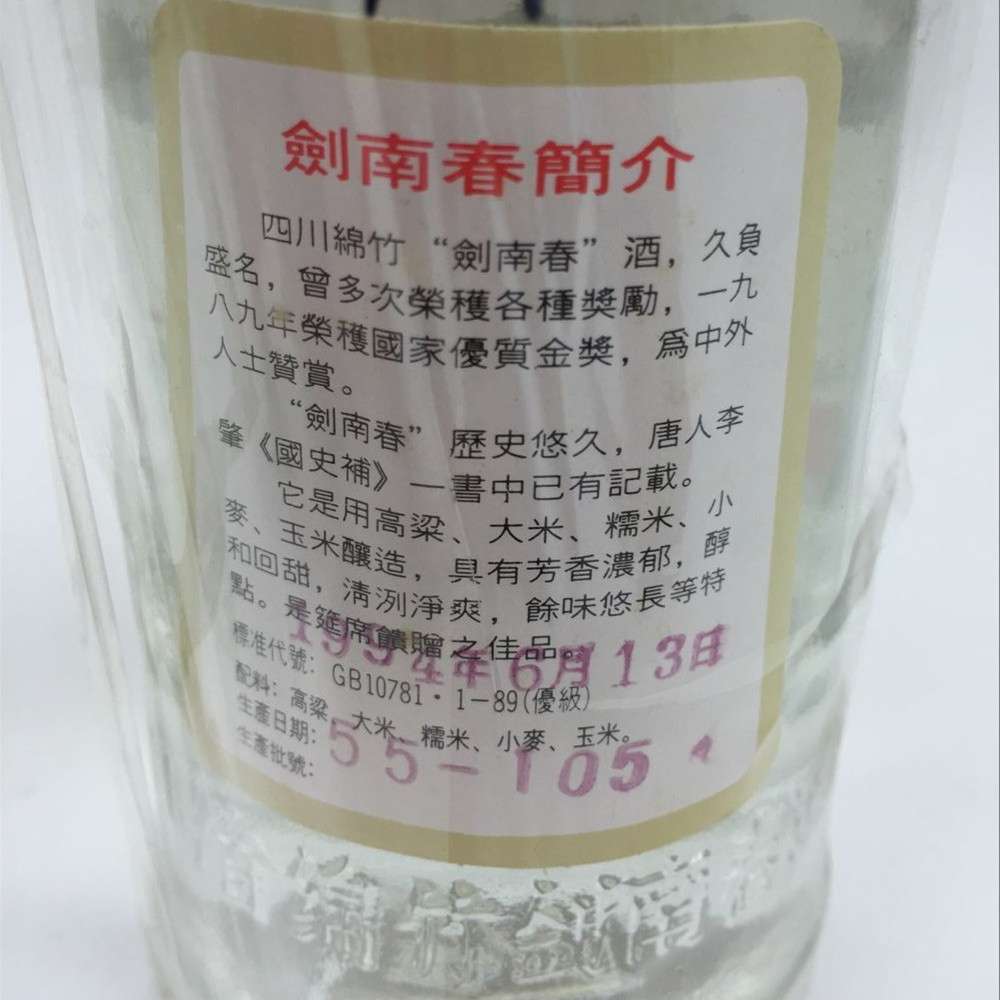 劍南春簡介
四川綿竹“劍南春”酒，久負
盛名，曾多次榮獲各種獎勵，一九
八九年榮獲國家優質金獎，爲中外
人士贊賞。
“劍南春”歷史悠久，唐人李
肇《國史補》一書中已有記載。
它是用高粱、大米、糯米、小
麥、玉米釀造，具有芳香濃郁，醇
和回甜，清洌淨爽，餘味悠長等特
點。是筵席饋贈之佳品。
1994年6月13日
標准代號：GB10781·1-89(優級)
配料：高粱、大米、糯米、小麥、玉米。
生產日期：
55-105
生產批號：
綿竹劍南